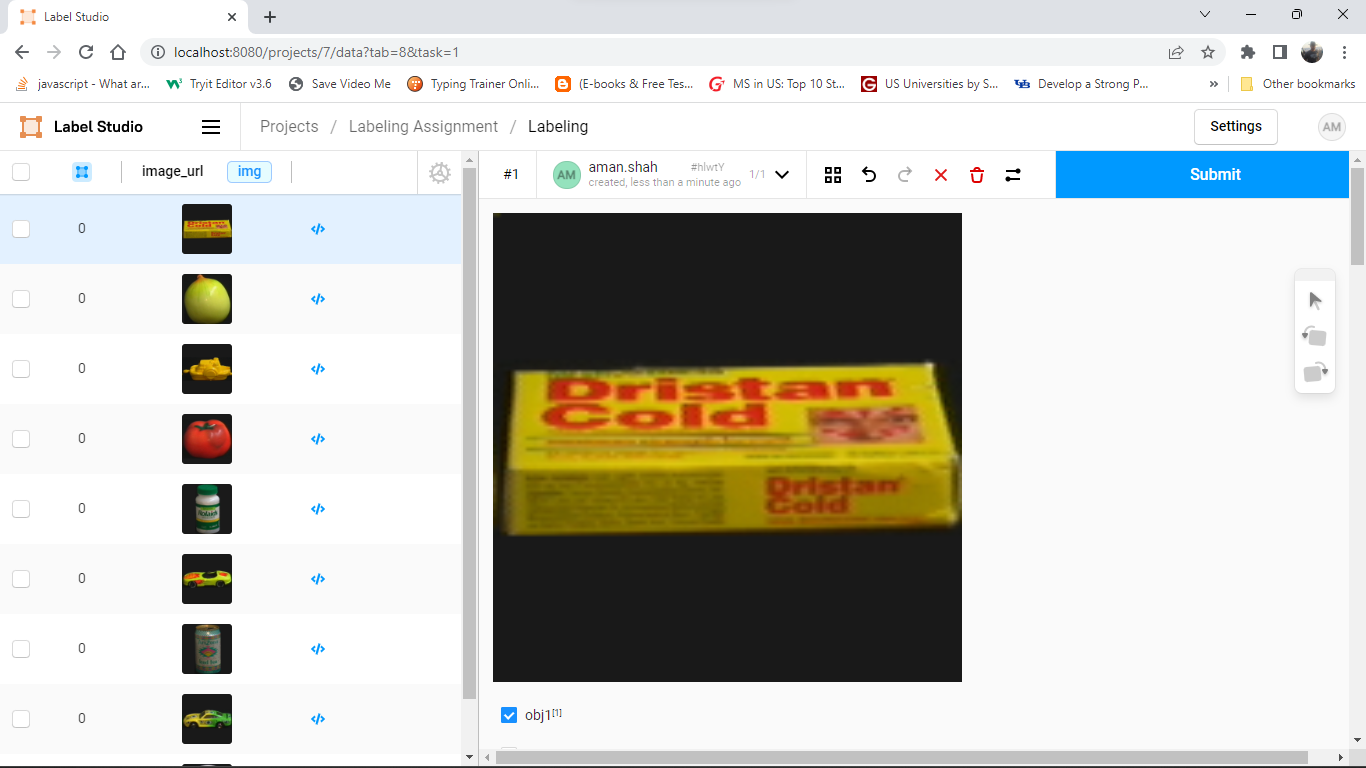 Label Studio
localhost:8080/projects/7/data?tab=8&task=1
javascript - What ar...
Tryit Editor v3.6
Save Video Me
Typing Trainer Onli...
(E-books & Free Tes...
MS in US: Top 10 St...
US Universities by S...
Develop a Strong P...
»
Other bookmarks
Label Studio
Projects / Labeling Assignment / Labeling
Settings
AM
image_url img
#1
AM
aman.shah #hlwtY
created, less than a minute ago 1/1
Submit
0
0
0
0
0
0
0
0
Dristan
Cold
Dristan
Cold
obj1[1]